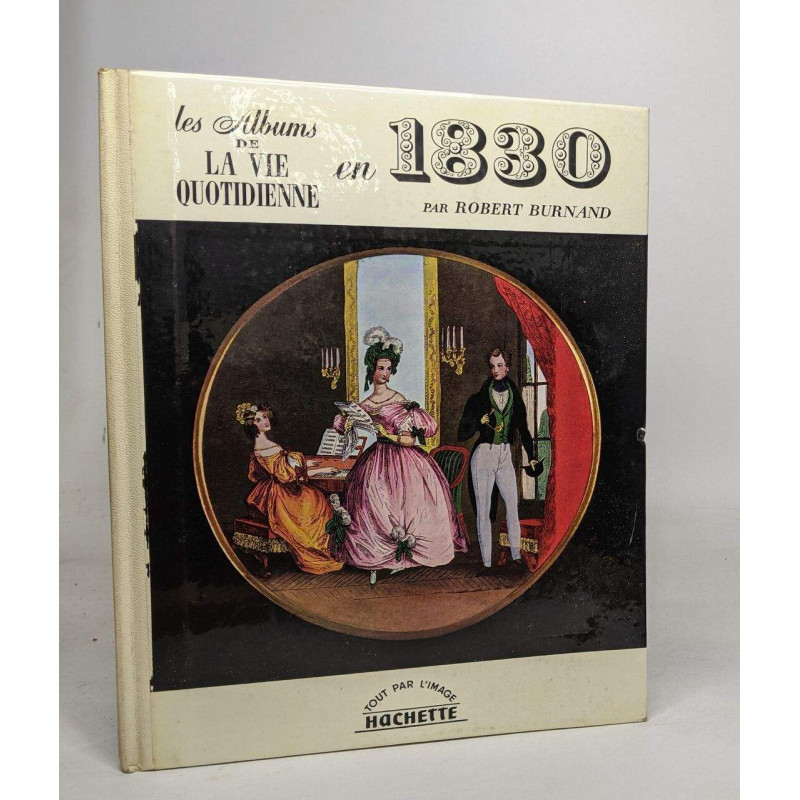 les Albums
DE
LA VIE
QUOTIDIENNE
en 1830
PAR ROBERT BURNAND
TOUT PAR L'IMAGE
HACHETTE